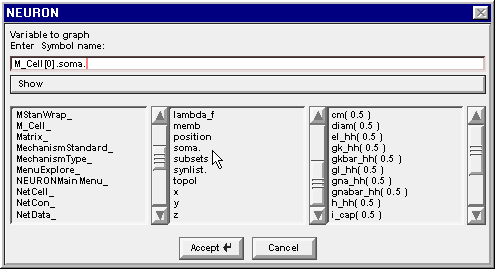 NEURON
Variable to graph
Enter Symbol name:
M_Cell[0].soma.
Show
MStanWrap_
M_Cell_
Matrix_
MechanismStandard_
MechanismType_
MenuExplore_
NEURONMainMenu_
NetCell_
NetCon_
NetData_
lambda_f
memb
position
soma.
subsets
synlist.
topol
x
y
z
cm( 0.5 )
diam( 0.5 )
el_hh( 0.5 )
gk_hh( 0.5 )
gkbar_hh( 0.5 )
gl_hh( 0.5 )
gna_hh( 0.5 )
gnabar_hh( 0.5 )
h_hh( 0.5 )
i_cap( 0.5 )
Accept
Cancel